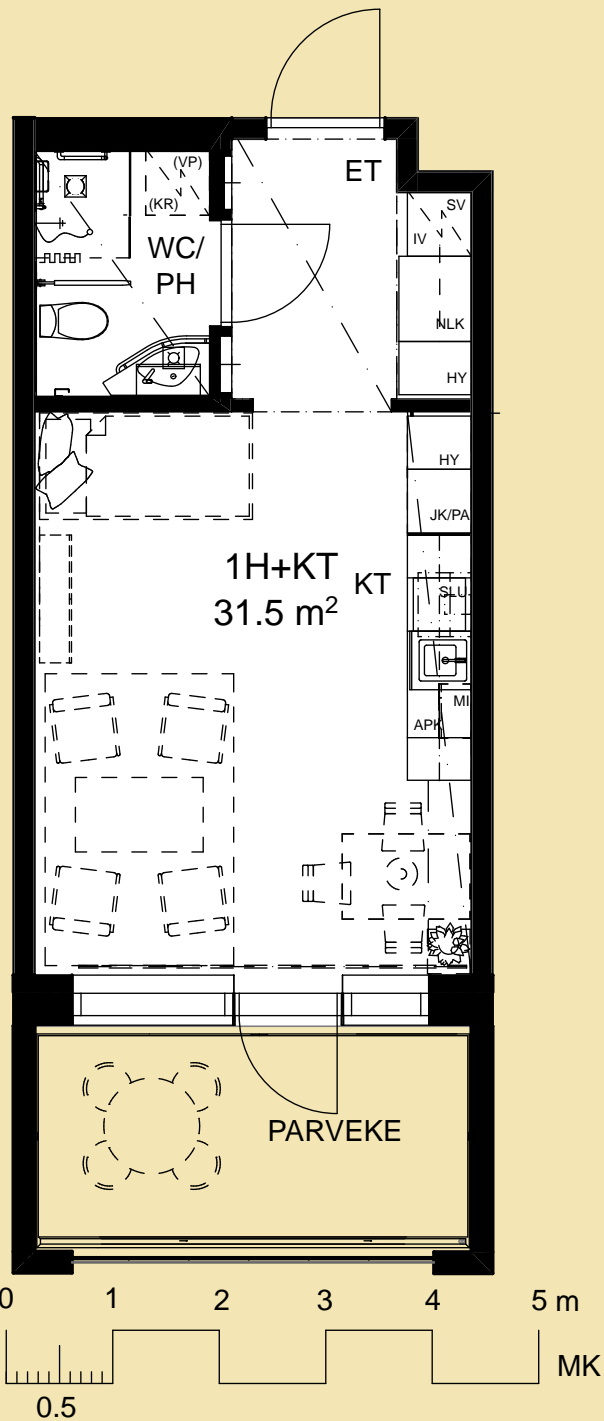 (VP)
ET
(KR)
SV
IV
WC/
PH
NLK
HY
HY
JK/PA
1H+KT
KT
31.5 m²
SLU
MI
APK
PARVEKE
0 1 2 3 4 5 m
MK
0.5